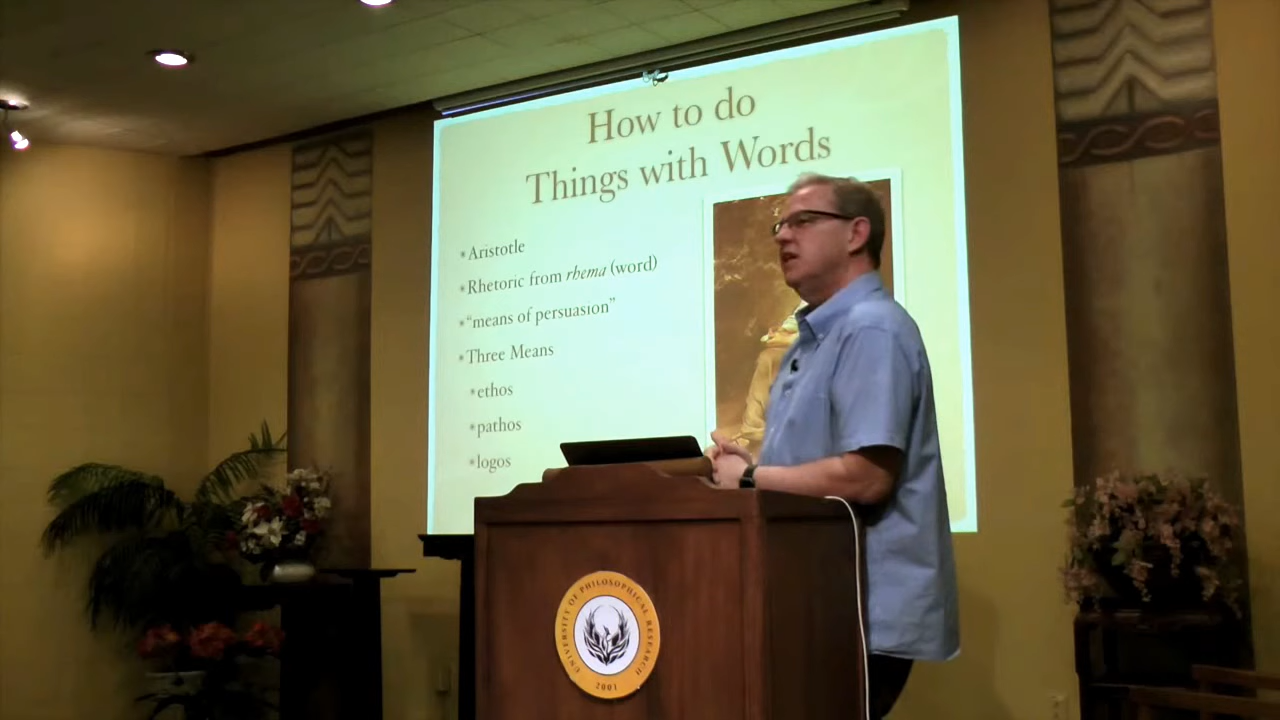 How to do
Things with Words
*Aristotle
*Rhetoric from rhema (word)
*"means of persuasion"
*Three Means
*ethos
*pathos
*logos
UNIVERSITY OF PHILOSOPHICAL RESEARCH
2001